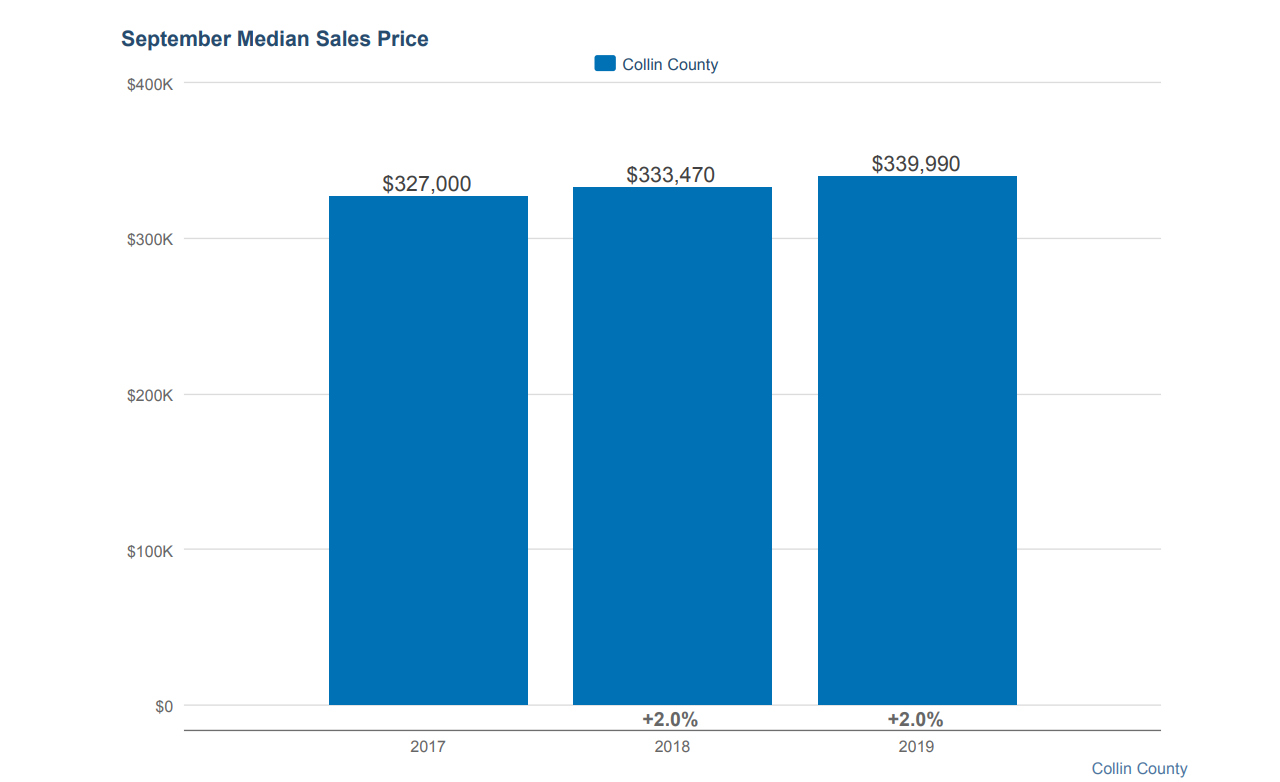 September Median Sales Price
Collin County
$400K
$327,000
$333,470
$339,990
$300K
$200K
$100K
$0
+2.0%
+2.0%
2017
2018
2019
Collin County